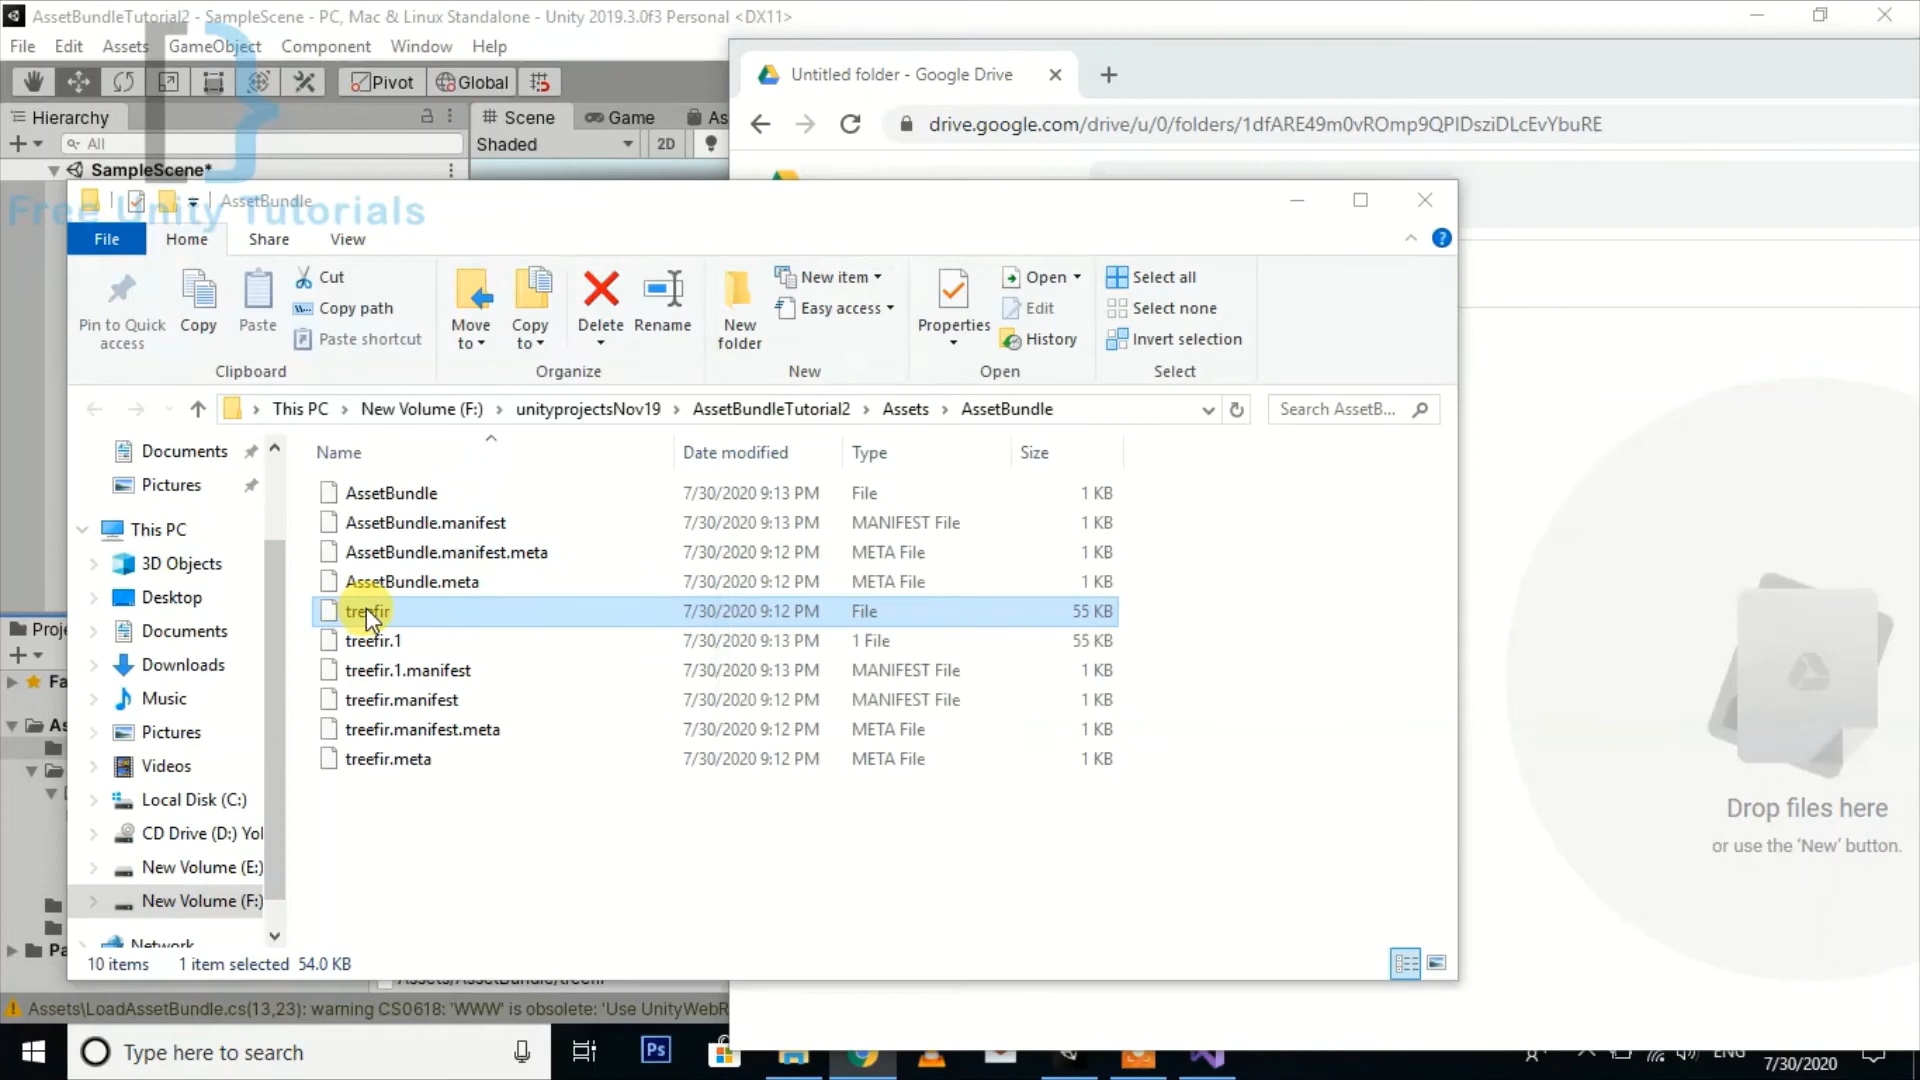 AssetBundleTutorial2 - SampleScene - PC, Mac & Linux Standalone - Unity 2019.3.0f3 Personal <DX11>
File Edit Assets GameObject Component Window Help
Pivot Global
Untitled folder - Google Drive
drive.google.com/drive/u/0/folders/1dfARE49m0vROmp9QPIDsziDLcEvYbuRE
Hierarchy
Scene Game As
All
Shaded 2D
SampleScene*
Free Unity Tutorials
AssetBundle
File Home Share View
Pin to Quick access
Copy
Paste
Cut
Copy path
Paste shortcut
Clipboard
Move to
Copy to
Delete
Rename
Organize
New folder
New item
Easy access
New
Properties
Open
Edit
History
Open
Select all
Select none
Invert selection
Select
This PC New Volume (F:) unityprojectsNov19 AssetBundleTutorial2 Assets AssetBundle
Search AssetB...
Documents
Pictures
This PC
3D Objects
Desktop
Documents
Downloads
Music
Pictures
Videos
Local Disk (C:)
CD Drive (D:) Yol
New Volume (E:)
New Volume (F:)
Network
Name Date modified Type Size
AssetBundle 7/30/2020 9:13 PM File 1 KB
AssetBundle.manifest 7/30/2020 9:13 PM MANIFEST File 1 KB
AssetBundle.manifest.meta 7/30/2020 9:12 PM META File 1 KB
AssetBundle.meta 7/30/2020 9:12 PM META File 1 KB
treefir 7/30/2020 9:12 PM File 55 KB
treefir.1 7/30/2020 9:13 PM 1 File 55 KB
treefir.1.manifest 7/30/2020 9:13 PM MANIFEST File 1 KB
treefir.manifest 7/30/2020 9:12 PM MANIFEST File 1 KB
treefir.manifest.meta 7/30/2020 9:12 PM META File 1 KB
treefir.meta 7/30/2020 9:12 PM META File 1 KB
10 items 1 item selected 54.0 KB
Proje
Fa
As
Pa
Drop files here
or use the 'New' button.
Assets/AssetBundle/treefir
Assets\LoadAssetBundle.cs(13,23): warning CS0618: 'WWW' is obsolete: 'Use UnityWebR
Type here to search
Ps
ENG
7/30/2020